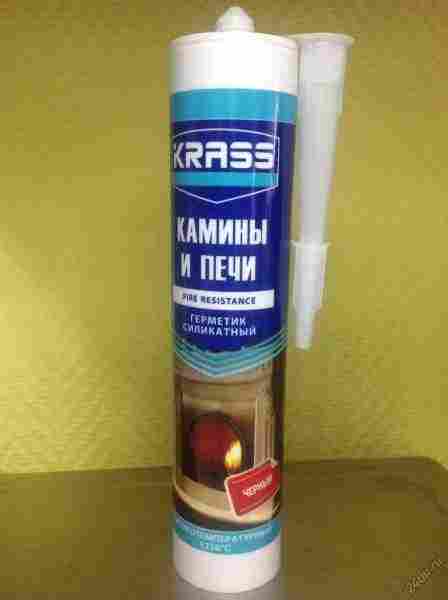 KRASS
КАМИНЫ
И ПЕЧИ
FIRE RESISTANCE
ГЕРМЕТИК
СИЛИКАТНЫЙ
ЧЕРНЫЙ